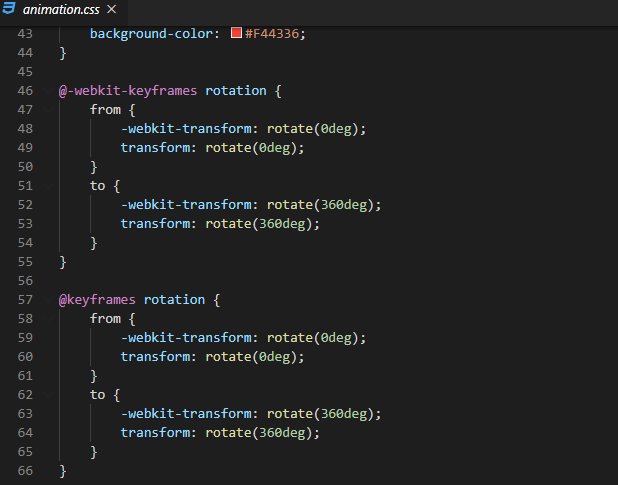 animation.css ×
43 background-color: #F44336;
44 }
45
46 @-webkit-keyframes rotation {
47 from {
48 -webkit-transform: rotate(0deg);
49 transform: rotate(0deg);
50 }
51 to {
52 -webkit-transform: rotate(360deg);
53 transform: rotate(360deg);
54 }
55 }
56
57 @keyframes rotation {
58 from {
59 -webkit-transform: rotate(0deg);
60 transform: rotate(0deg);
61 }
62 to {
63 -webkit-transform: rotate(360deg);
64 transform: rotate(360deg);
65 }
66 }